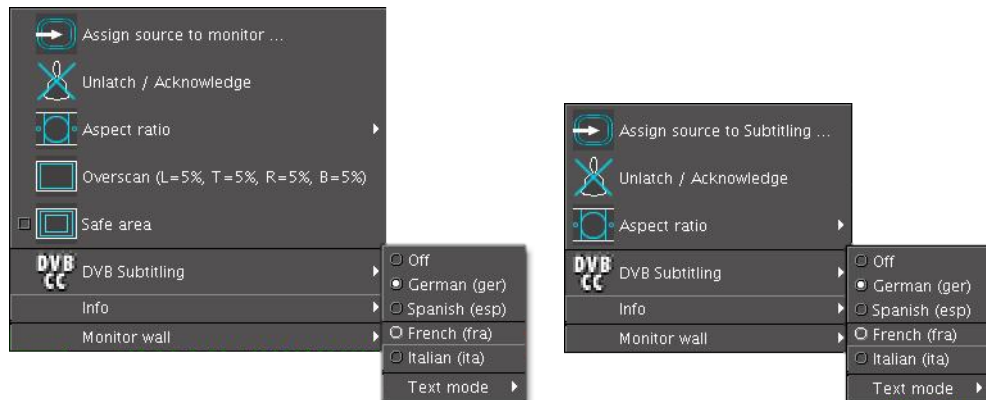 Assign source to monitor ...
Unlatch / Acknowledge
Aspect ratio
Overscan (L=5%, T=5%, R=5%, B=5%)
Safe area
DVB CC
DVB Subtitling
Info
Monitor wall
Off
German (ger)
Spanish (esp)
French (fra)
Italian (ita)
Text mode
Assign source to Subtitling ...
Unlatch / Acknowledge
Aspect ratio
DVB CC
DVB Subtitling
Info
Monitor wall
Off
German (ger)
Spanish (esp)
French (fra)
Italian (ita)
Text mode